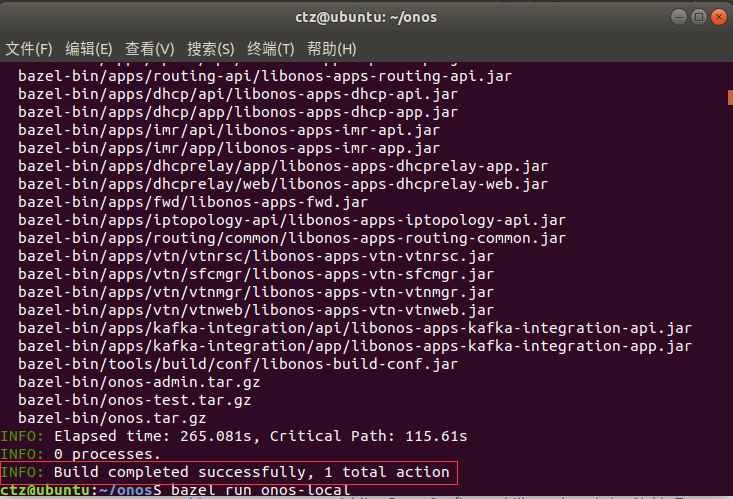 ctz@ubuntu: ~/onos
文件(F) 编辑(E) 查看(V) 搜索(S) 终端(T) 帮助(H)
bazel-bin/apps/routing-api/libonos-apps-routing-api.jar
bazel-bin/apps/dhcp/api/libonos-apps-dhcp-api.jar
bazel-bin/apps/dhcp/app/libonos-apps-dhcp-app.jar
bazel-bin/apps/imr/api/libonos-apps-imr-api.jar
bazel-bin/apps/imr/app/libonos-apps-imr-app.jar
bazel-bin/apps/dhcprelay/app/libonos-apps-dhcprelay-app.jar
bazel-bin/apps/dhcprelay/web/libonos-apps-dhcprelay-web.jar
bazel-bin/apps/fwd/libonos-apps-fwd.jar
bazel-bin/apps/iptopology-api/libonos-apps-iptopology-api.jar
bazel-bin/apps/routing/common/libonos-apps-routing-common.jar
bazel-bin/apps/vtn/vtnrsc/libonos-apps-vtn-vtnrsc.jar
bazel-bin/apps/vtn/sfcmgr/libonos-apps-vtn-sfcmgr.jar
bazel-bin/apps/vtn/vtnmgr/libonos-apps-vtn-vtnmgr.jar
bazel-bin/apps/vtn/vtnweb/libonos-apps-vtn-vtnweb.jar
bazel-bin/apps/kafka-integration/api/libonos-apps-kafka-integration-api.jar
bazel-bin/apps/kafka-integration/app/libonos-apps-kafka-integration-app.jar
bazel-bin/tools/build/conf/libonos-build-conf.jar
bazel-bin/onos-admin.tar.gz
bazel-bin/onos-test.tar.gz
bazel-bin/onos.tar.gz
INFO: Elapsed time: 265.081s, Critical Path: 115.61s
INFO: 0 processes.
INFO: Build completed successfully, 1 total action
ctz@ubuntu:~/onos$ bazel run onos-local